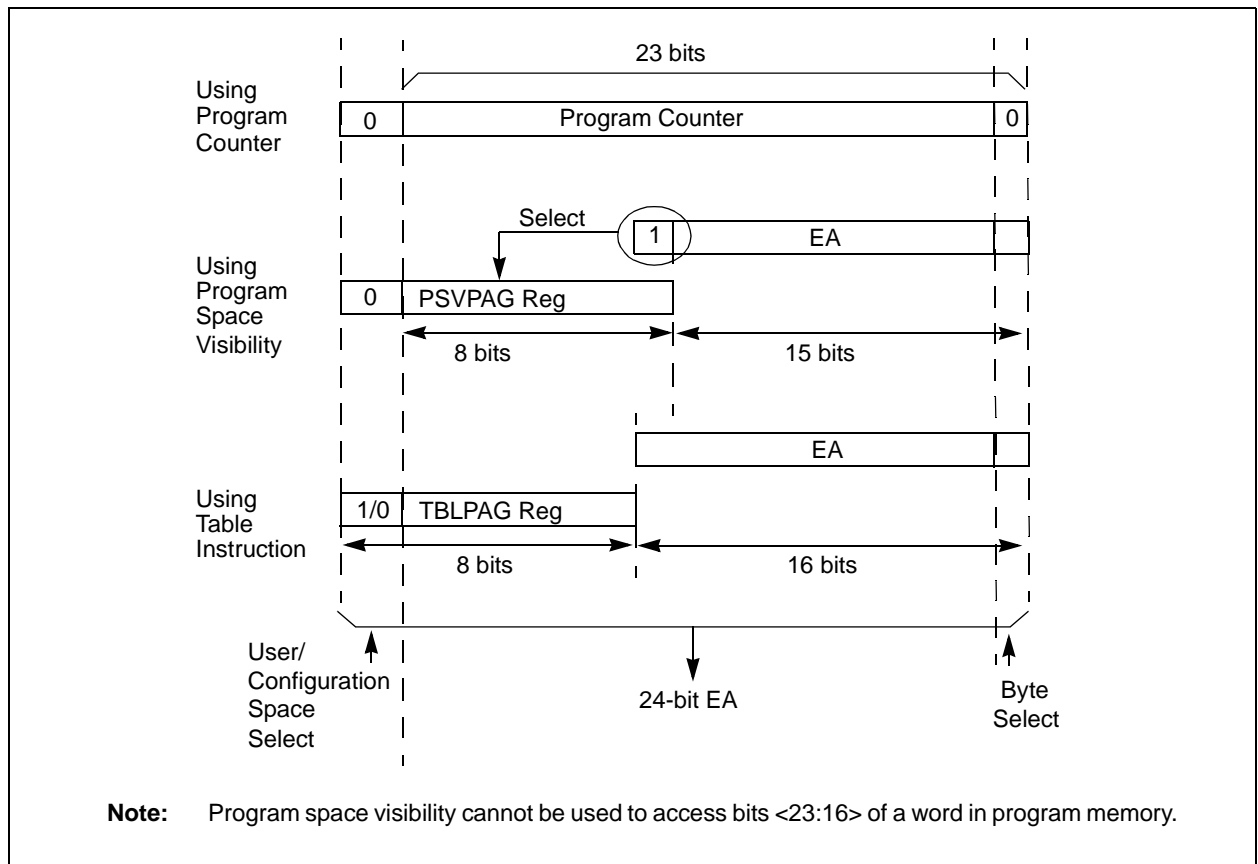 23 bits
Using
Program
Counter
0
Program Counter
0
Select
1
EA
Using
Program
Space
Visibility
0
PSVPAG Reg
8 bits
15 bits
EA
Using
Table
Instruction
1/0
TBLPAG Reg
8 bits
16 bits
User/
Configuration
Space
Select
24-bit EA
Byte
Select
Note: Program space visibility cannot be used to access bits <23:16> of a word in program memory.